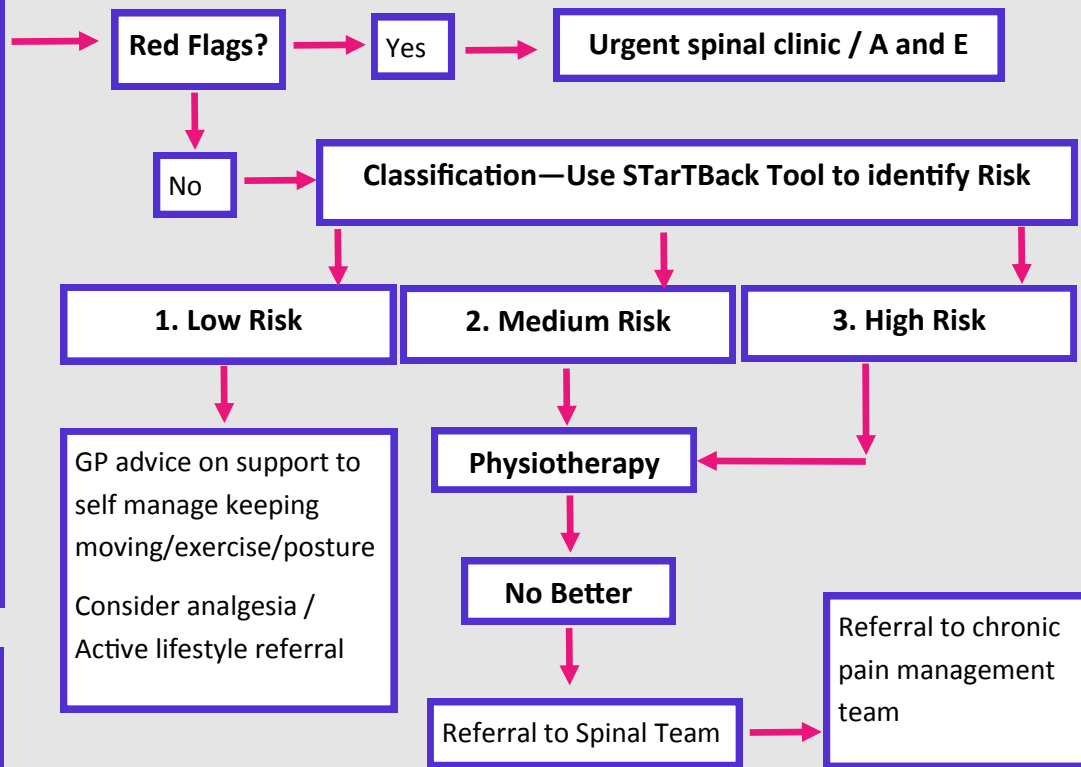 Red Flags?
Yes
Urgent spinal clinic / A and E
No
Classification—Use STarTBack Tool to identify Risk
1. Low Risk
2. Medium Risk
3. High Risk
GP advice on support to
self manage keeping
moving/exercise/posture
Consider analgesia /
Active lifestyle referral
Physiotherapy
No Better
Referral to Spinal Team
Referral to chronic
pain management
team